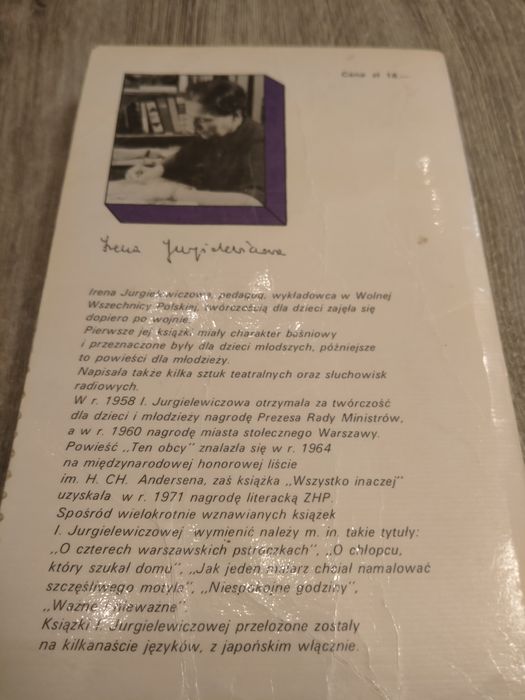 Cena zł 18.—
Irena Jurgielewiczowa
Irena Jurgielewiczowa, pedagog, wykładowca w Wolnej
Wszechnicy Polskiej, twórczością dla dzieci zajęła się
dopiero po wojnie.
Pierwsze jej książki miały charakter baśniowy
i przeznaczone były dla dzieci młodszych, późniejsze
to powieści dla młodzieży.
Napisała także kilka sztuk teatralnych oraz słuchowisk
radiowych.
W r. 1958 I. Jurgielewiczowa otrzymała za twórczość
dla dzieci i młodzieży nagrodę Prezesa Rady Ministrów,
a w r. 1960 nagrodę miasta stołecznego Warszawy.
Powieść „Ten obcy" znalazła się w r. 1964
na międzynarodowej honorowej liście
im. H. CH. Andersena, zaś książka „Wszystko inaczej"
uzyskała w r. 1971 nagrodę literacką ZHP.
Spośród wielokrotnie wznawianych książek
I. Jurgielewiczowej wymienić należy m. in. takie tytuły:
„O czterech warszawskich pstroczkach", „O chłopcu,
który szukał domu", „Jak jeden malarz chciał namalować
szczęśliwego motyla", „Niespokojne godziny",
„Ważne i nieważne".
Książki I. Jurgielewiczowej przełożone zostały
na kilkanaście języków, z japońskim włącznie.